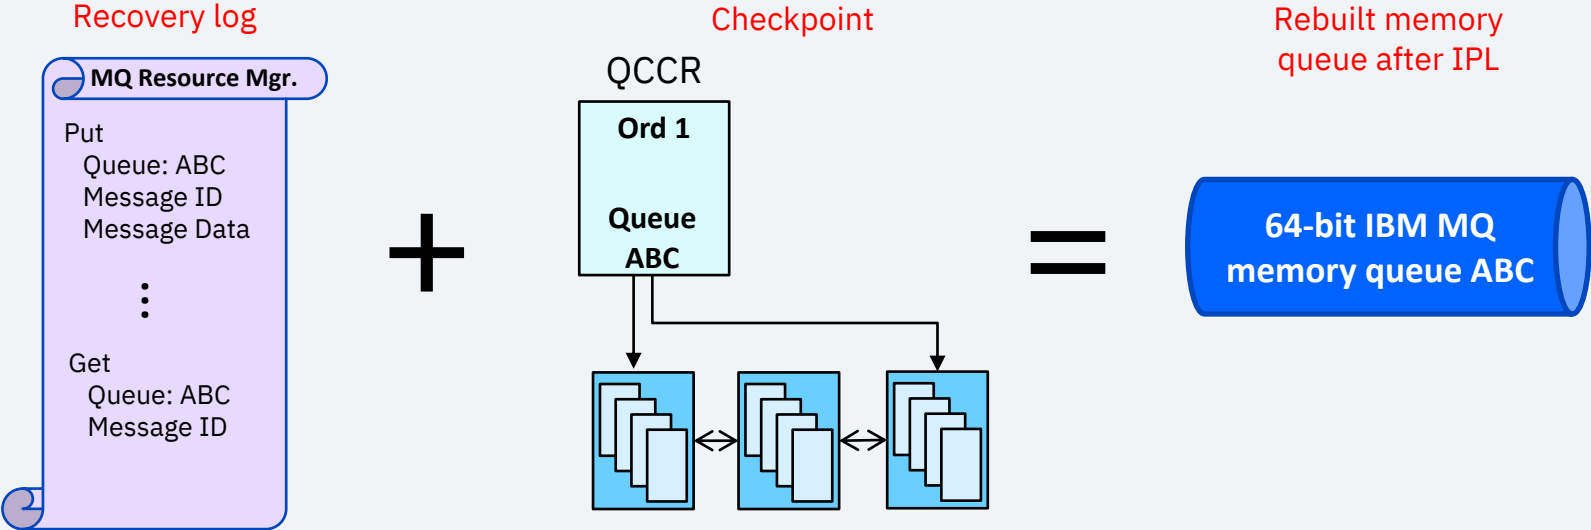 Recovery log
MQ Resource Mgr.
Put
Queue: ABC
Message ID
Message Data
Get
Queue: ABC
Message ID
+
Checkpoint
QCCR
Ord 1
Queue
ABC
=
Rebuilt memory
queue after IPL
64-bit IBM MQ
memory queue ABC